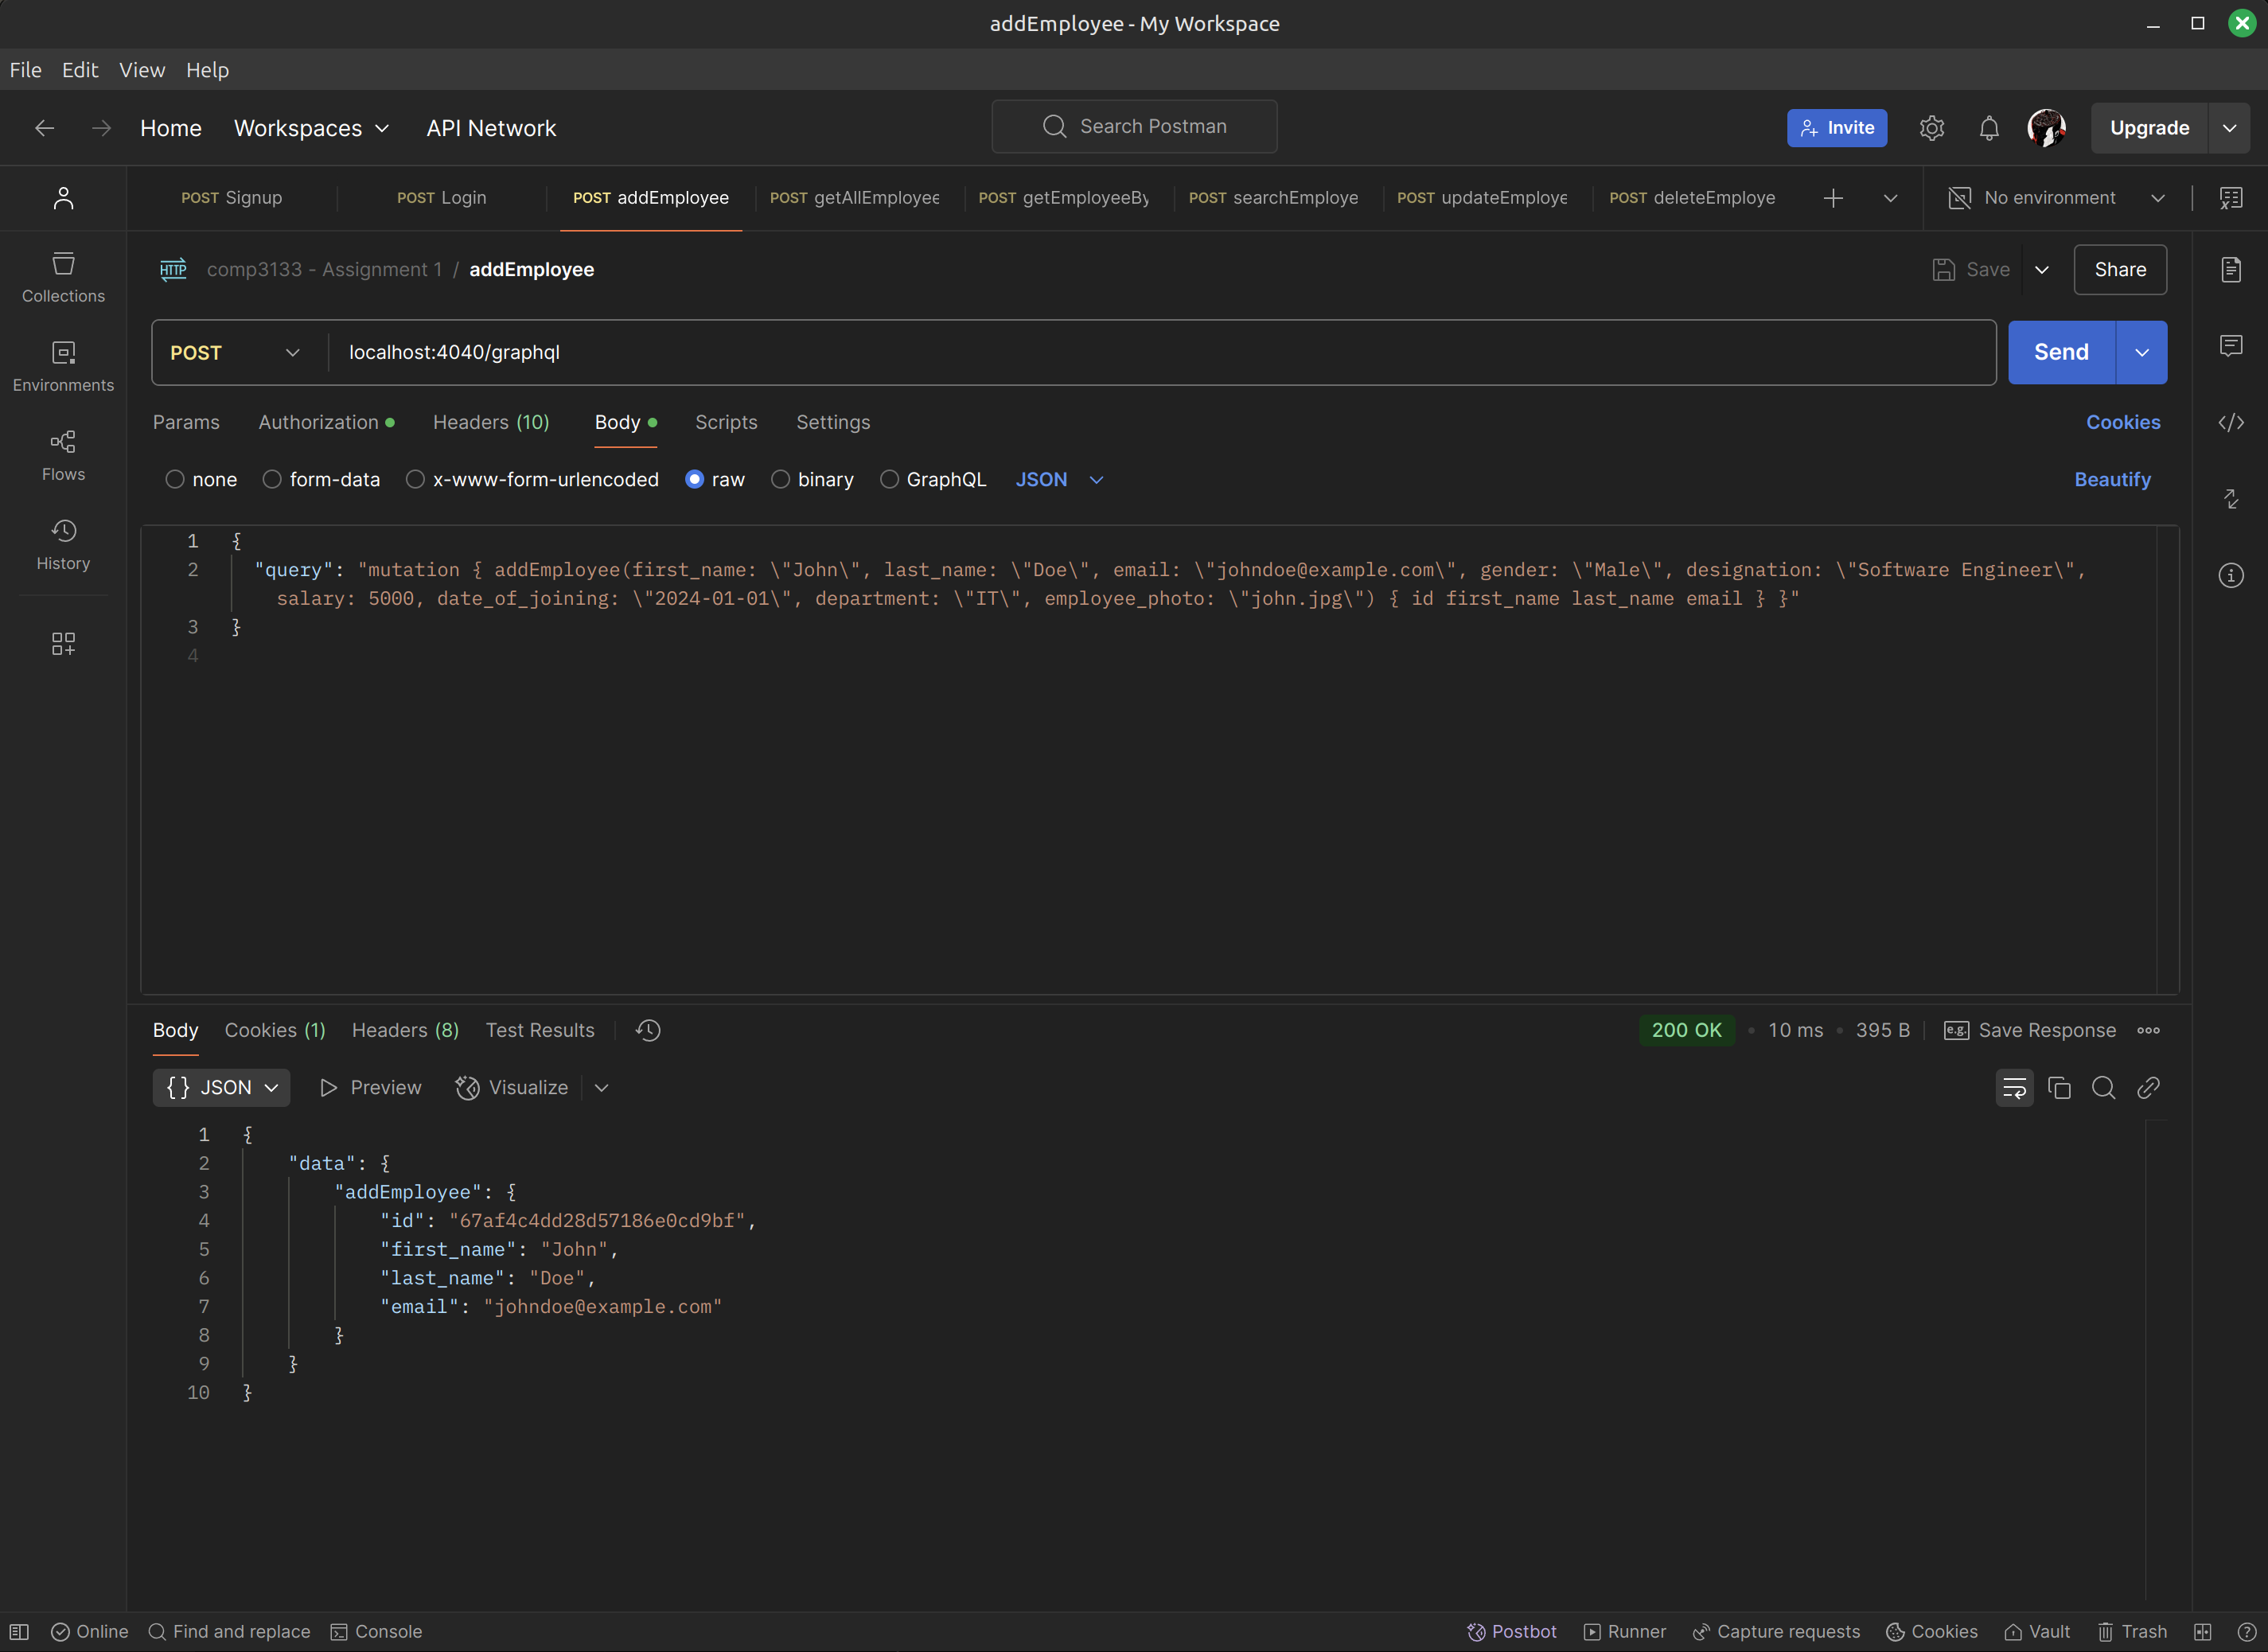 addEmployee - My Workspace
File Edit View Help
Home Workspaces API Network Search Postman Invite Upgrade
POST Signup POST Login POST addEmployee POST getAllEmployee POST getEmployeeBy POST searchEmploye POST updateEmploye POST deleteEmploye No environment
HTTP comp3133 - Assignment 1 / addEmployee Save Share
Collections
Environments
Flows
History
POST localhost:4040/graphql Send
Params Authorization Headers (10) Body Scripts Settings Cookies
none form-data x-www-form-urlencoded raw binary GraphQL JSON Beautify
1 {
2 "query": "mutation { addEmployee(first_name: \"John\", last_name: \"Doe\", email: \"johndoe@example.com\", gender: \"Male\", designation: \"Software Engineer\",
salary: 5000, date_of_joining: \"2024-01-01\", department: \"IT\", employee_photo: \"john.jpg\") { id first_name last_name email } }"
3 }
4
Body Cookies (1) Headers (8) Test Results 200 OK • 10 ms • 395 B e.g. Save Response
{} JSON Preview Visualize
1 {
2 "data": {
3 "addEmployee": {
4 "id": "67af4c4dd28d57186e0cd9bf",
5 "first_name": "John",
6 "last_name": "Doe",
7 "email": "johndoe@example.com"
8 }
9 }
10 }
Online Find and replace Console Postbot Runner Capture requests Cookies Vault Trash